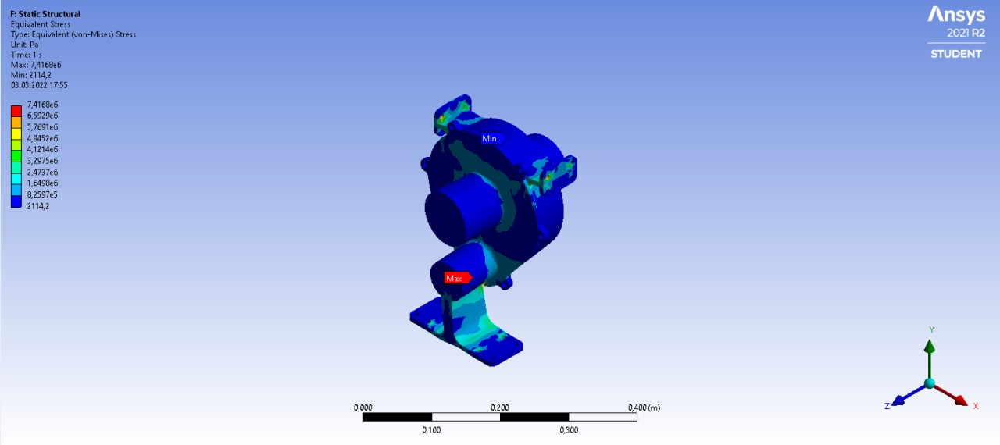 F: Static Structural
Equivalent Stress
Type: Equivalent (von-Mises) Stress
Unit: Pa
Time: 1 s
Max: 7,4168e6
Min: 2114,2
03.03.2022 17:55
7,4168e6
6,5929e6
5,7691e6
4,9452e6
4,1214e6
3,2975e6
2,4737e6
1,6498e6
8,2597e5
2114,2
Ansys
2021 R2
STUDENT
Min
Max
0,000
0,200
0,400 (m)
0,100
0,300
Y
Z
X